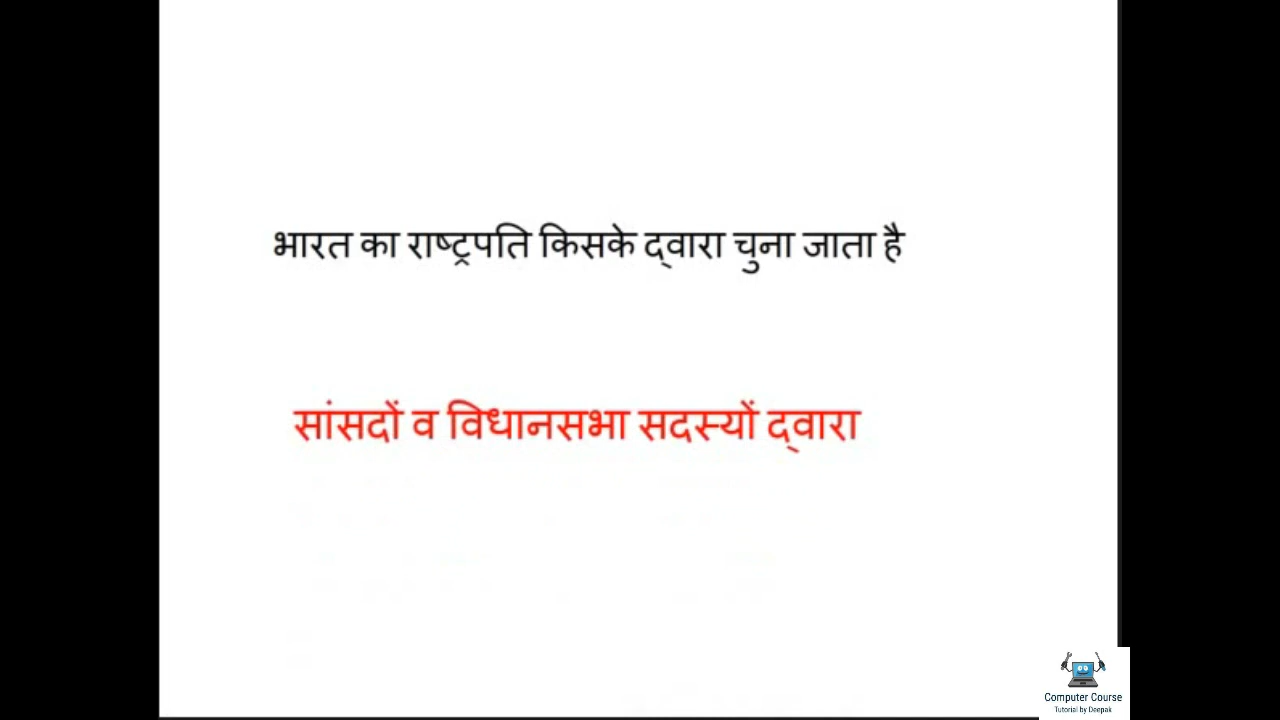 भारत का राष्ट्रपति किसके द्वारा चुना जाता है
सांसदों व विधानसभा सदस्यों द्वारा
Computer Course
Tutorial by Deepak